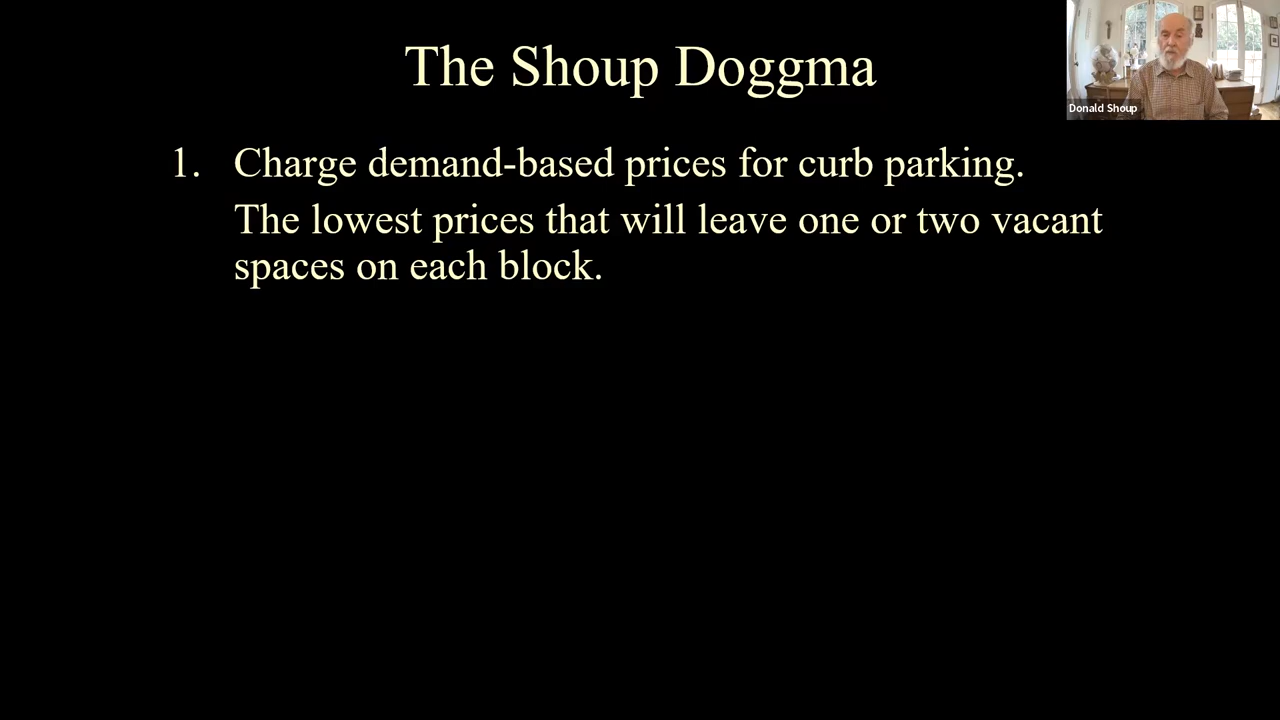 The Shoup Doggma
Donald Shoup
1. Charge demand-based prices for curb parking.
The lowest prices that will leave one or two vacant
spaces on each block.